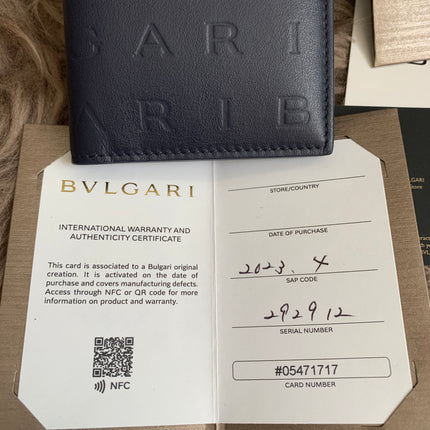 GARI
ARIB
BVLGARI
INTERNATIONAL WARRANTY AND
AUTHENTICITY CERTIFICATE
This card is associated to a Bulgari original
creation. It is activated on the date of
purchase and covers manufacturing defects.
Access through NFC or QR code for more
information on product and warranty.
NFC
STORE/COUNTRY
DATE OF PURCHASE
2023. 4
SAP CODE
292912
SERIAL NUMBER
#05471717
CARD NUMBER
LGARI